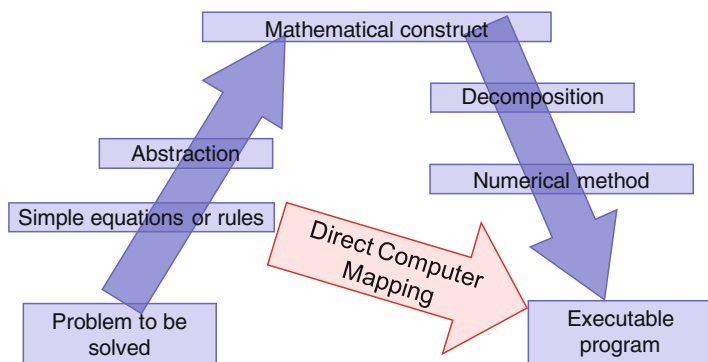 Mathematical construct
Decomposition
Abstraction
Numerical method
Simple equations or rules
Direct Computer
Mapping
Problem to be
solved
Executable
program